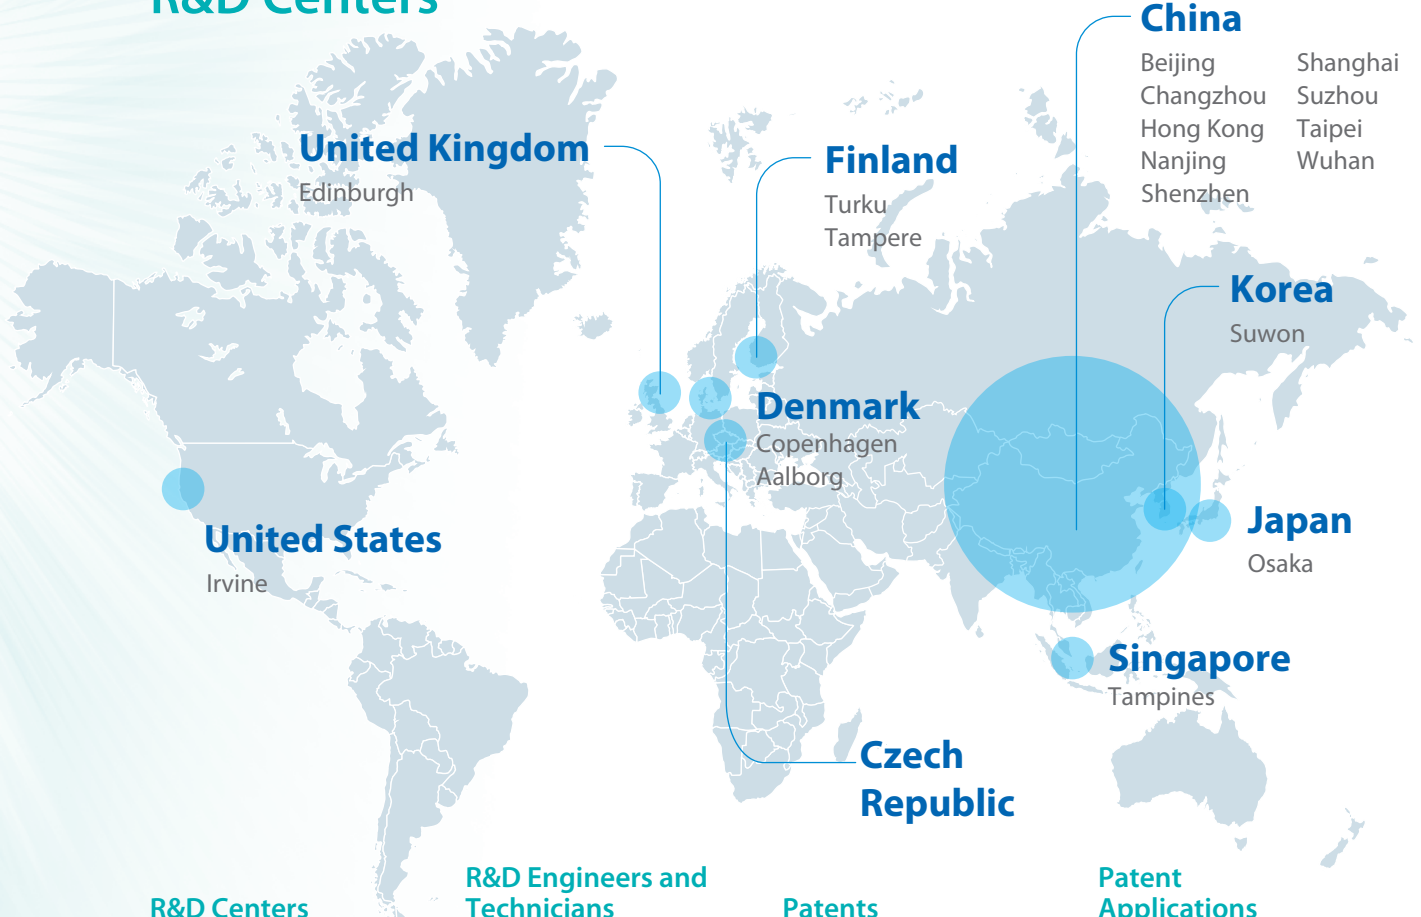 R&D Centers
China
Beijing
Changzhou
Hong Kong
Nanjing
Shenzhen
Shanghai
Suzhou
Taipei
Wuhan
United Kingdom
Edinburgh
Finland
Turku
Tampere
Korea
Suwon
Denmark
Copenhagen
Aalborg
United States
Irvine
Japan
Osaka
Singapore
Tampines
Czech
Republic
R&D Centers
R&D Engineers and
Technicians
Patents
Patent
Applications